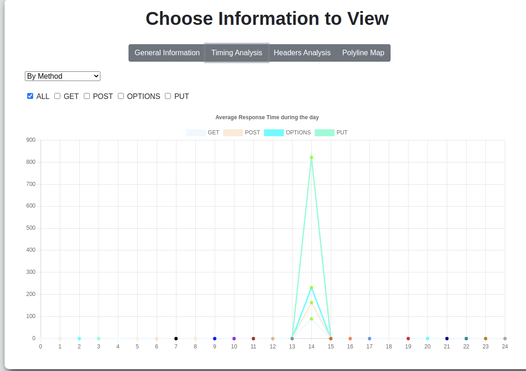 Choose Information to View
General Information Timing Analysis Headers Analysis Polyline Map
By Method
ALL GET POST OPTIONS PUT
Average Response Time during the day
GET POST OPTIONS PUT
900
800
700
600
500
400
300
200
100
0
0 1 2 3 4 5 6 7 8 9 10 11 12 13 14 15 16 17 18 19 20 21 22 23 24